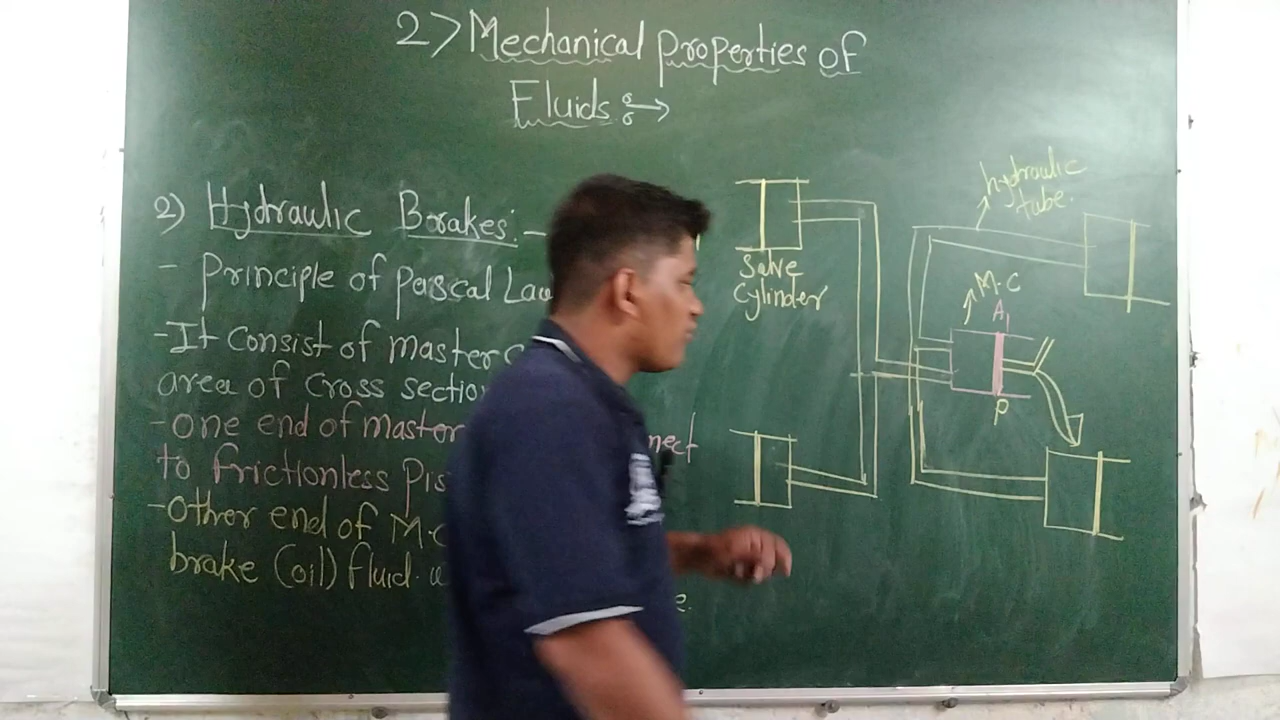 2> Mechanical Properties of
Fluids :→
2) Hydraulic Brakes:-
- Principle of pascal Law
- It Consist of master
area of Cross section
- One end of master nect
to frictionless Pis
- Other end of M.C
brake (oil) fluid. e.
Salve
Cylinder
hydraulic
tube.
M.C
A1
P